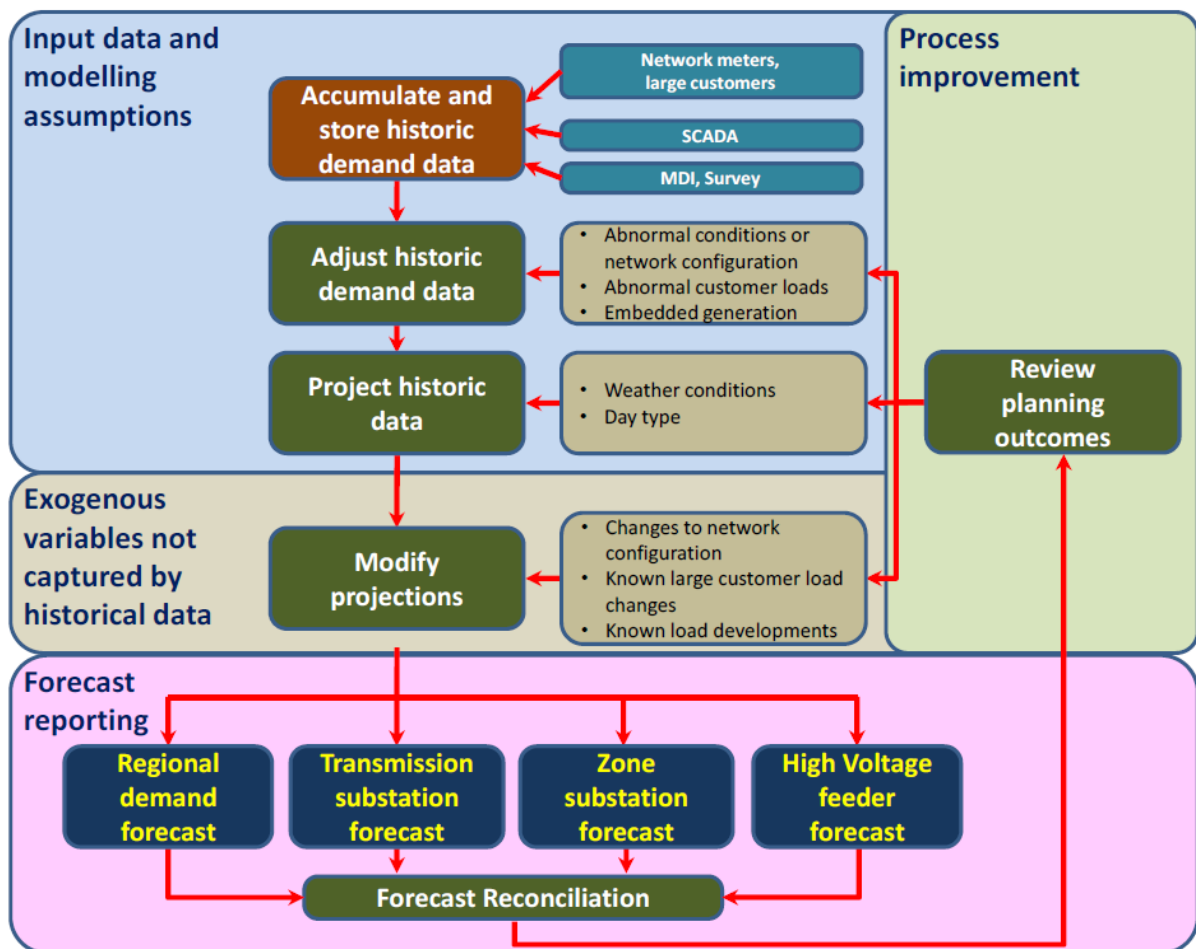 Input data and
modelling
assumptions
Process
improvement
Network meters,
large customers
Accumulate and
store historic
demand data
SCADA
MDI, Survey
Adjust historic
demand data
• Abnormal conditions or
network configuration
• Abnormal customer loads
• Embedded generation
Project historic
data
• Weather conditions
• Day type
Review
planning
outcomes
Exogenous
variables not
captured by
historical data
Modify
projections
• Changes to network
configuration
• Known large customer load
changes
• Known load developments
Forecast
reporting
Regional
demand
forecast
Transmission
substation
forecast
Zone
substation
forecast
High Voltage
feeder
forecast
Forecast Reconciliation